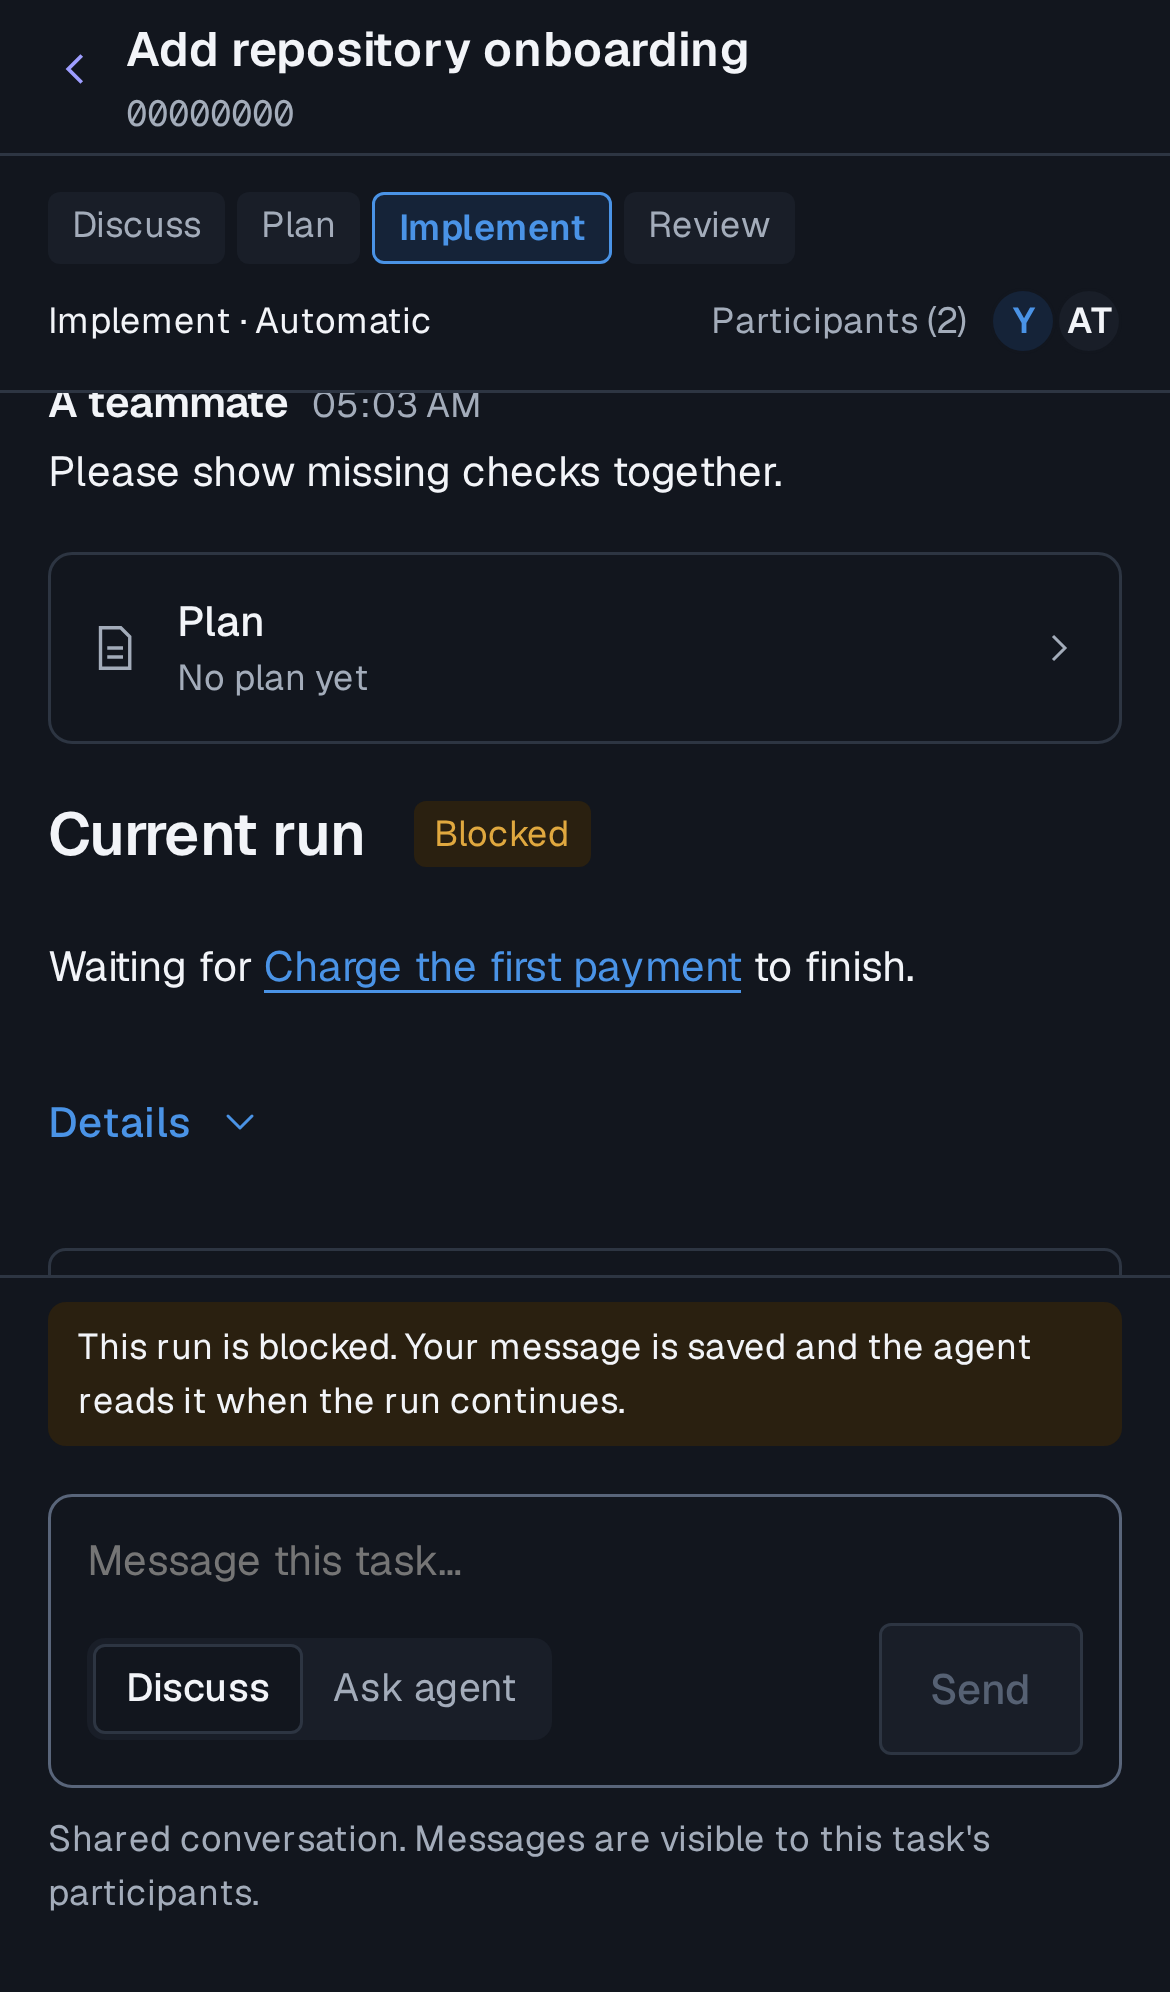 Add repository onboarding
00000000
Discuss Plan Implement Review
Implement · Automatic Participants (2) Y AT
A teammate 05:03 AM
Please show missing checks together.
Plan
No plan yet
Current run Blocked
Waiting for Charge the first payment to finish.
Details
This run is blocked. Your message is saved and the agent
reads it when the run continues.
Message this task…
Discuss Ask agent Send
Shared conversation. Messages are visible to this task's
participants.